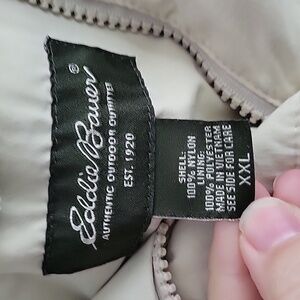 Eddie Bauer®
AUTHENTIC OUTDOOR OUTFITTER
EST. 1920
SHELL:
100% NYLON
LINING:
100% POLYESTER
MADE IN VIETNAM
SEE SIDE FOR CARE
XXL